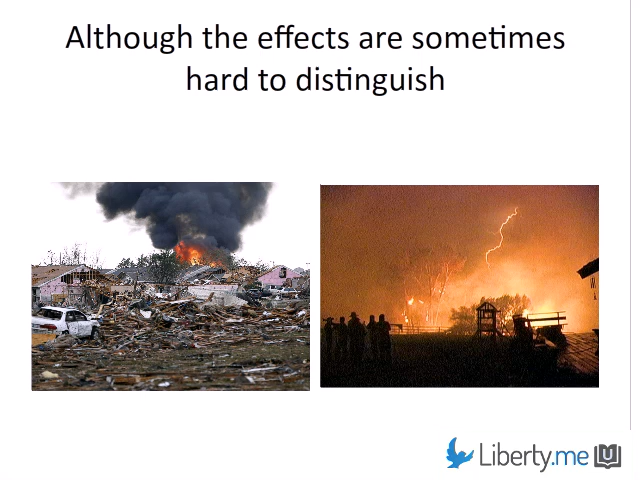 Although the effects are sometimes
hard to distinguish
Liberty.me U